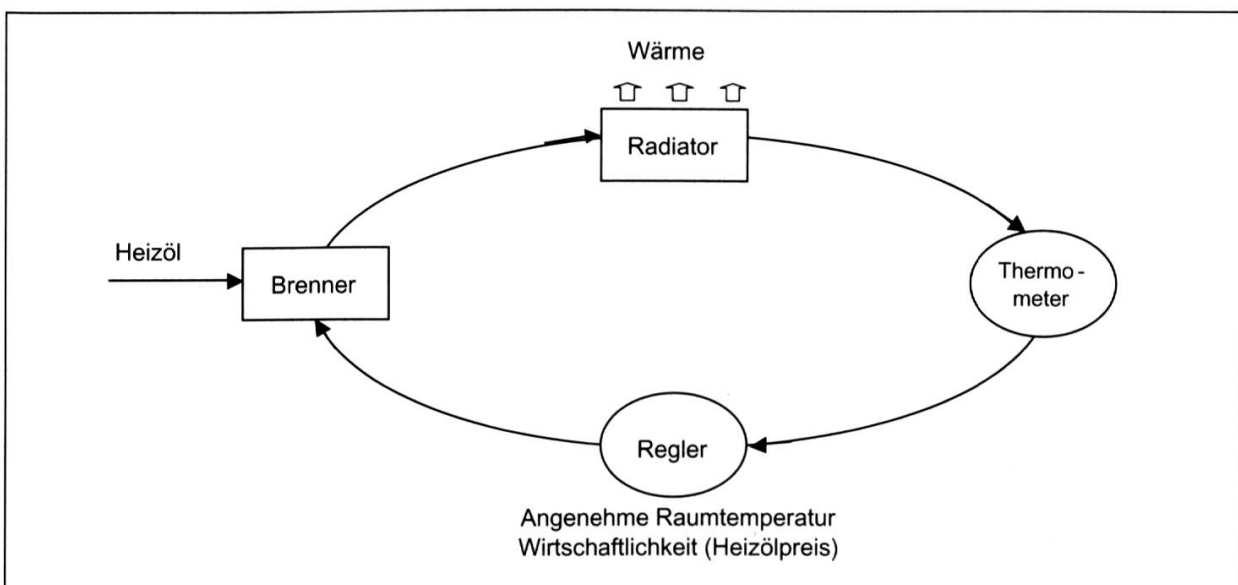 Wärme
Radiator
Heizöl
Brenner
Thermo-
meter
Regler
Angenehme Raumtemperatur
Wirtschaftlichkeit (Heizölpreis)